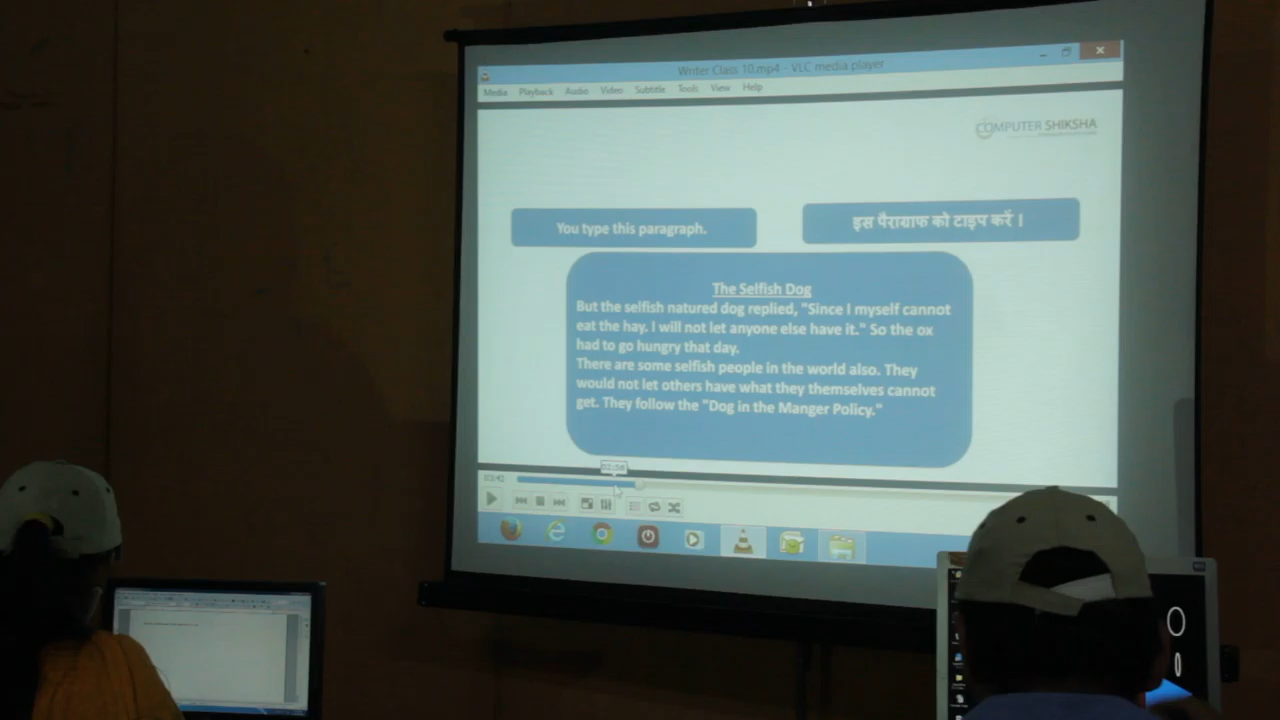 Writer Class 10.mp4 - VLC media player
Media Playback Audio Video Subtitle Tools View Help
COMPUTER SHIKSHA
You type this paragraph.
इस पैराग्राफ को टाइप करें ।
The Selfish Dog
But the selfish natured dog replied, "Since I myself cannot
eat the hay. I will not let anyone else have it." So the ox
had to go hungry that day.
There are some selfish people in the world also. They
would not let others have what they themselves cannot
get. They follow the "Dog in the Manger Policy."